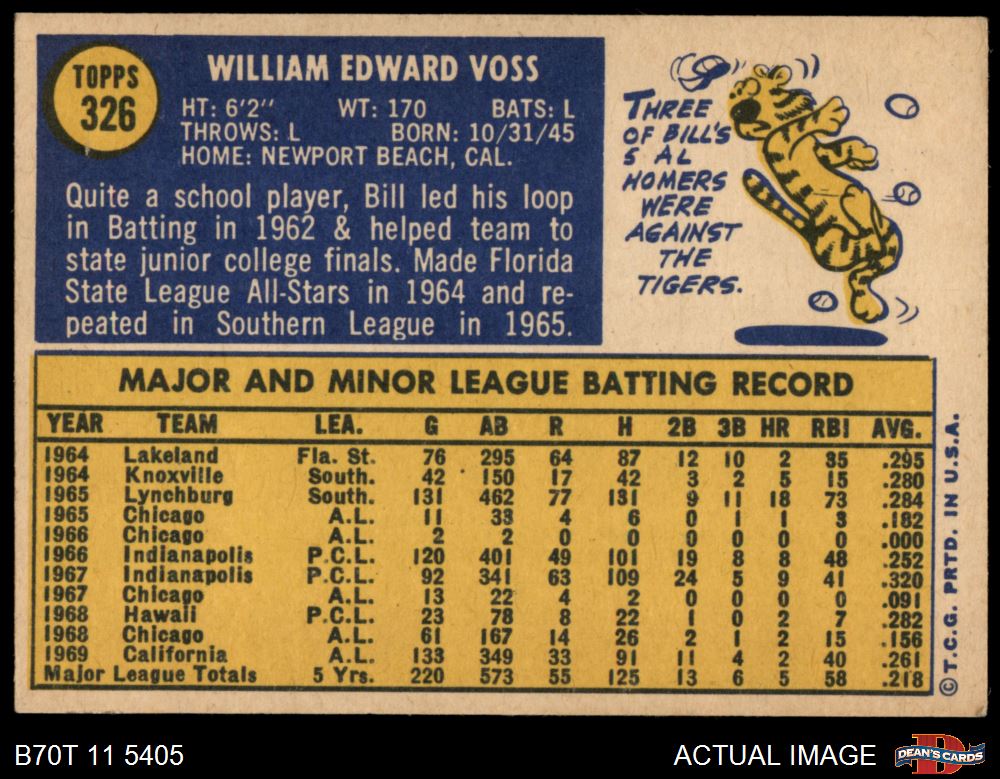 TOPPS
326
WILLIAM EDWARD VOSS
HT: 6'2" WT: 170 BATS: L
THROWS: L BORN: 10/31/45
HOME: NEWPORT BEACH, CAL.
Quite a school player, Bill led his loop
in Batting in 1962 & helped team to
state junior college finals. Made Florida
State League All-Stars in 1964 and re-
peated in Southern League in 1965.
THREE
OF BILL'S
5 AL
HOMERS
WERE
AGAINST
THE
TIGERS.
MAJOR AND MINOR LEAGUE BATTING RECORD
YEAR TEAM LEA. G AB R H 2B 3B HR RBI AVG.
1964 Lakeland Fla. St. 76 295 64 87 12 10 2 35 .295
1964 Knoxville South. 42 150 17 42 3 2 5 15 .280
1965 Lynchburg South. 131 462 77 131 9 11 18 73 .284
1965 Chicago A.L. 11 33 4 6 0 1 1 3 .182
1966 Chicago A.L. 2 2 0 0 0 0 0 0 .000
1966 Indianapolis P.C.L. 120 401 49 101 19 8 8 48 .252
1967 Indianapolis P.C.L. 92 341 63 109 24 5 9 41 .320
1967 Chicago A.L. 13 22 4 2 0 0 0 0 .091
1968 Hawaii P.C.L. 23 78 8 22 1 0 2 7 .282
1968 Chicago A.L. 61 167 14 26 2 1 2 15 .156
1969 California A.L. 133 349 33 91 11 4 2 40 .261
Major League Totals 5 Yrs. 220 573 55 125 13 6 5 58 .218
© T.C.G. PRTD. IN U.S.A.
B70T 11 5405 ACTUAL IMAGE
D
DEAN'S CARDS